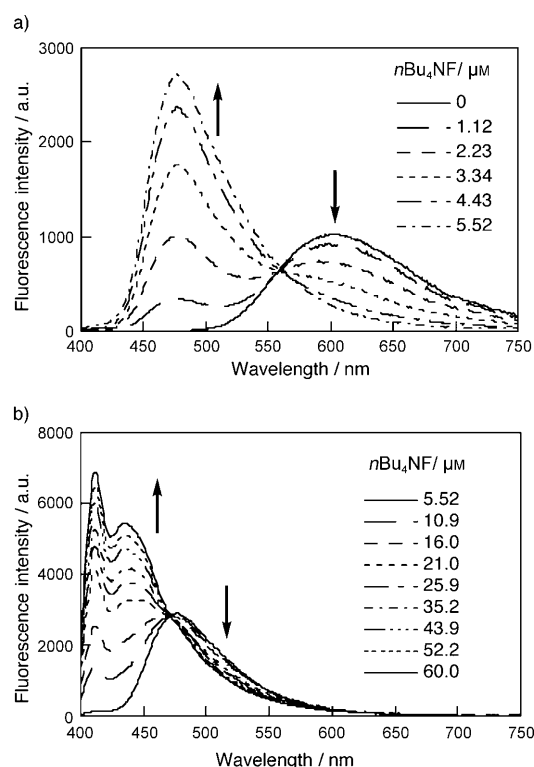 a)
3000
2000
1000
0
Fluorescence intensity / a.u.
nBu4NF/ μM
0
1.12
2.23
3.34
4.43
5.52
400 450 500 550 600 650 700 750
Wavelength / nm
b)
8000
6000
4000
2000
0
Fluorescence intensity / a.u.
nBu4NF/ μM
5.52
10.9
16.0
21.0
25.9
35.2
43.9
52.2
60.0
400 450 500 550 600 650 700 750
Wavelength / nm